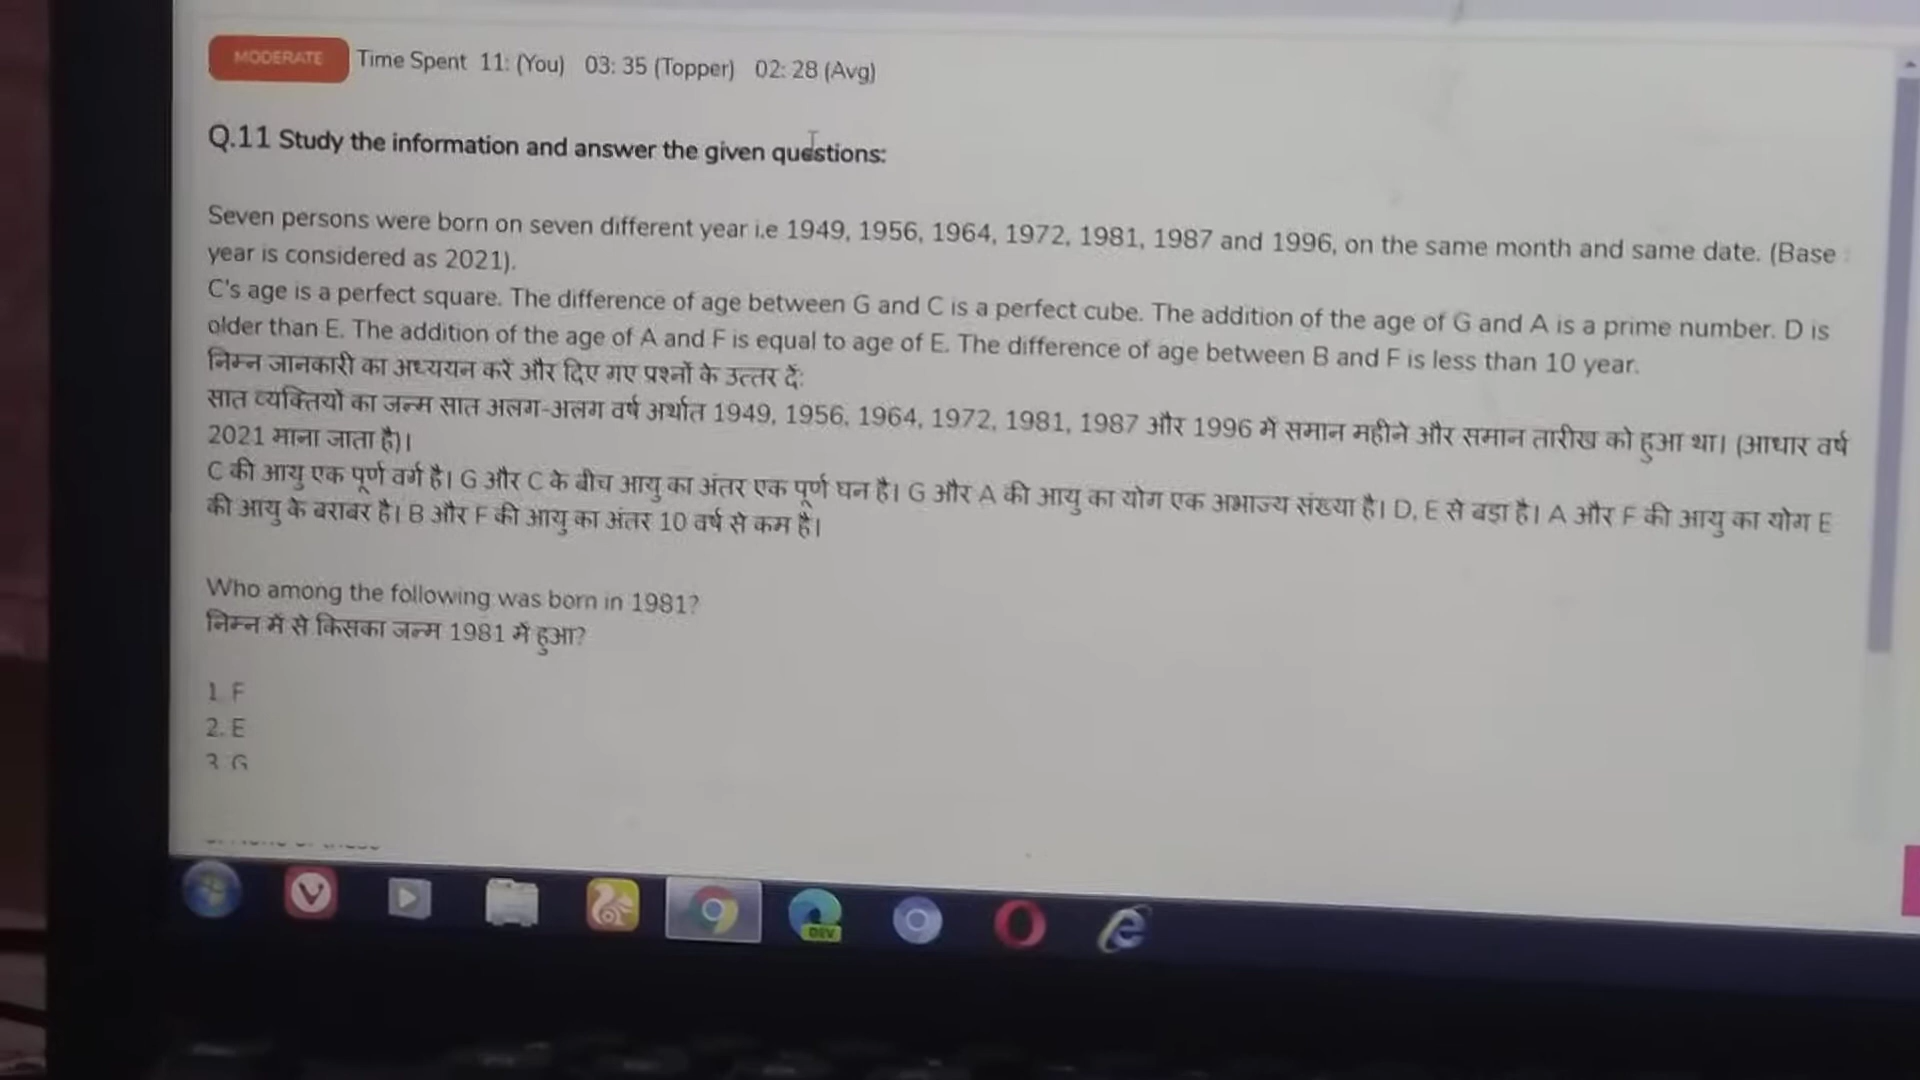 MODERATE Time Spent 11: (You) 03: 35 (Topper) 02: 28 (Avg)
Q.11 Study the information and answer the given questions:
Seven persons were born on seven different year i.e 1949, 1956, 1964, 1972, 1981, 1987 and 1996, on the same month and same date. (Base
year is considered as 2021).
C's age is a perfect square. The difference of age between G and C is a perfect cube. The addition of the age of G and A is a prime number. D is
older than E. The addition of the age of A and F is equal to age of E. The difference of age between B and F is less than 10 year.
निम्न जानकारी का अध्ययन करें और दिए गए प्रश्नों के उत्तर दें:
सात व्यक्तियों का जन्म सात अलग-अलग वर्ष अर्थात 1949, 1956, 1964, 1972, 1981, 1987 और 1996 में समान महीने और समान तारीख को हुआ था। (आधार वर्ष
2021 माना जाता है)।
C की आयु एक पूर्ण वर्ग है। G और C के बीच आयु का अंतर एक पूर्ण घन है। G और A की आयु का योग एक अभाज्य संख्या है। D, E से बड़ा है। A और F की आयु का योग E
की आयु के बराबर है। B और F की आयु का अंतर 10 वर्ष से कम है।
Who among the following was born in 1981?
निम्न में से किसका जन्म 1981 में हुआ?
1. F
2. E
3. G
DEV